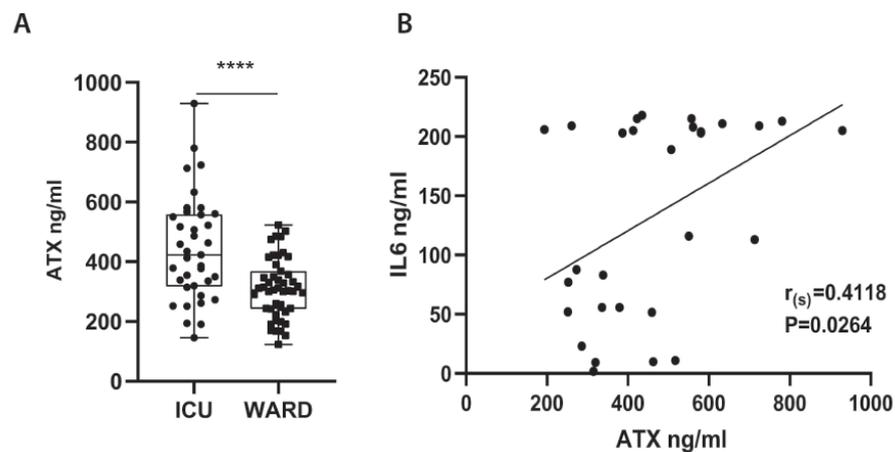 A
****
1000
800
600
400
200
0
ATX ng/ml
ICU WARD
B
250
200
150
100
50
0
IL6 ng/ml
r(s)=0.4118
P=0.0264
0 200 400 600 800 1000
ATX ng/ml